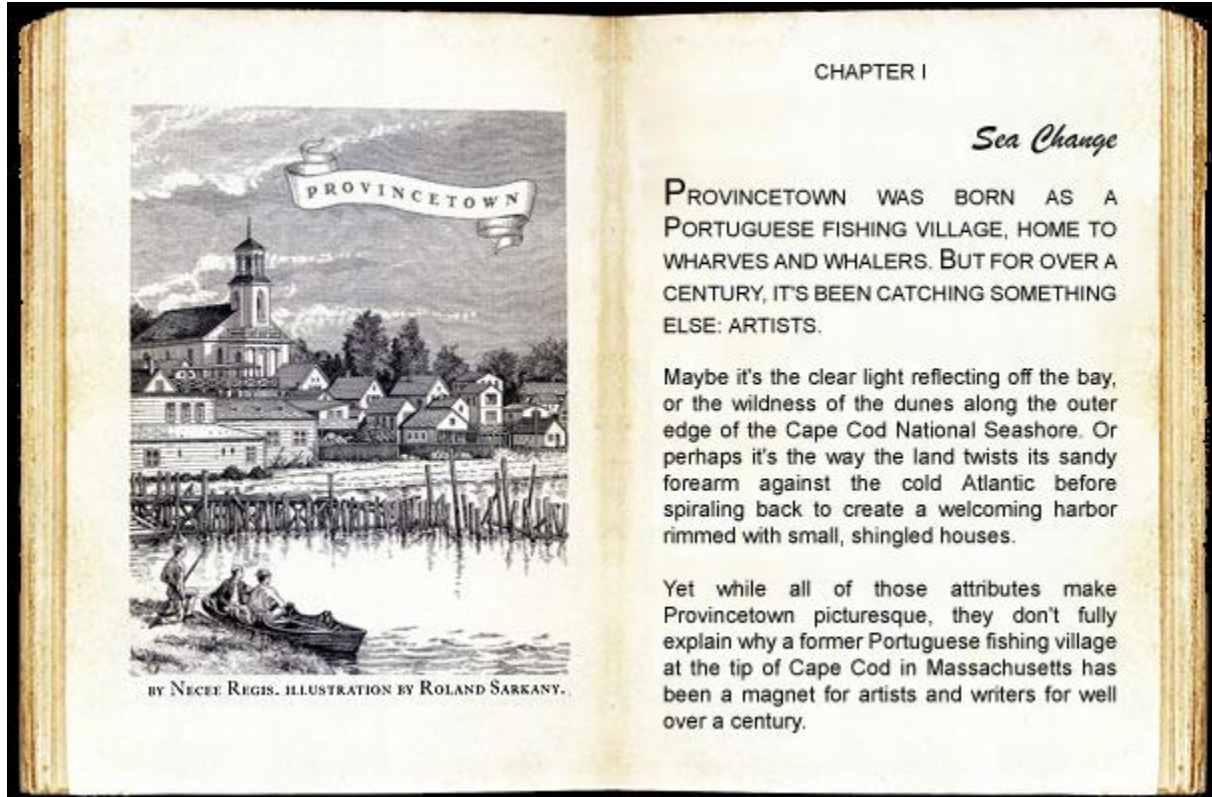 PROVINCETOWN
BY NECEE REGIS. ILLUSTRATION BY ROLAND SARKANY.
CHAPTER I
Sea Change
PROVINCETOWN WAS BORN AS A
PORTUGUESE FISHING VILLAGE, HOME TO
WHARVES AND WHALERS. BUT FOR OVER A
CENTURY, IT'S BEEN CATCHING SOMETHING
ELSE: ARTISTS.
Maybe it's the clear light reflecting off the bay,
or the wildness of the dunes along the outer
edge of the Cape Cod National Seashore. Or
perhaps it's the way the land twists its sandy
forearm against the cold Atlantic before
spiraling back to create a welcoming harbor
rimmed with small, shingled houses.
Yet while all of those attributes make
Provincetown picturesque, they don't fully
explain why a former Portuguese fishing village
at the tip of Cape Cod in Massachusetts has
been a magnet for artists and writers for well
over a century.